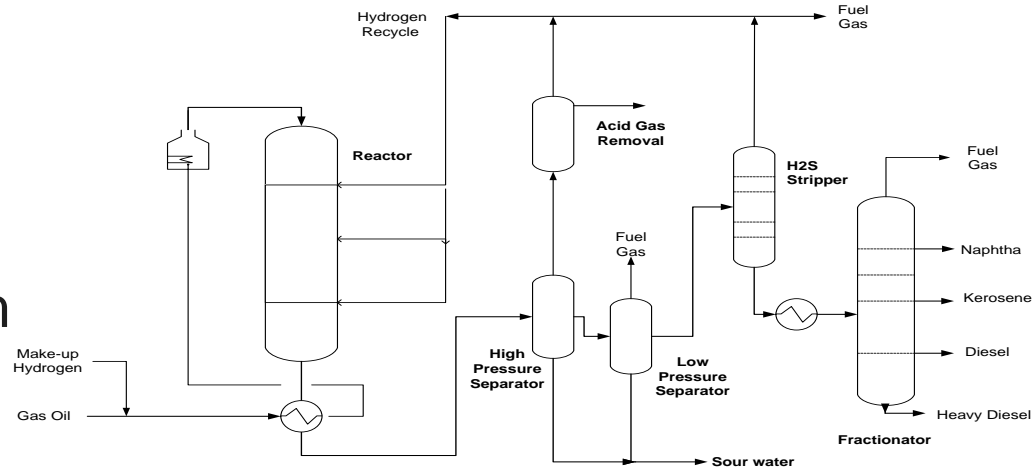 Hydrogen
Recycle
Fuel
Gas
Reactor
Acid Gas
Removal
H2S
Stripper
Fuel
Gas
Fuel
Gas
Naphtha
Kerosene
Diesel
Heavy Diesel
Fractionator
n
Make-up
Hydrogen
Gas Oil
High
Pressure
Separator
Low
Pressure
Separator
Sour water